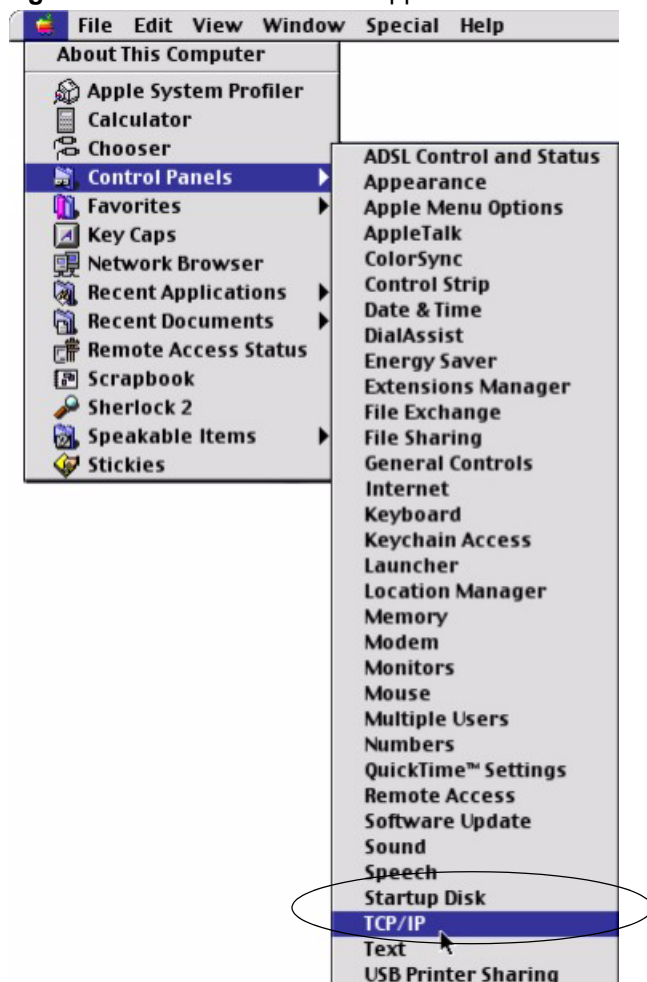 File Edit View Window Special Help
About This Computer
Apple System Profiler
Calculator
Chooser
Control Panels
Favorites
Key Caps
Network Browser
Recent Applications
Recent Documents
Remote Access Status
Scrapbook
Sherlock 2
Speakable Items
Stickies
ADSL Control and Status
Appearance
Apple Menu Options
AppleTalk
ColorSync
Control Strip
Date & Time
DialAssist
Energy Saver
Extensions Manager
File Exchange
File Sharing
General Controls
Internet
Keyboard
Keychain Access
Launcher
Location Manager
Memory
Modem
Monitors
Mouse
Multiple Users
Numbers
QuickTime™ Settings
Remote Access
Software Update
Sound
Speech
Startup Disk
TCP/IP
Text
USB Printer Sharing